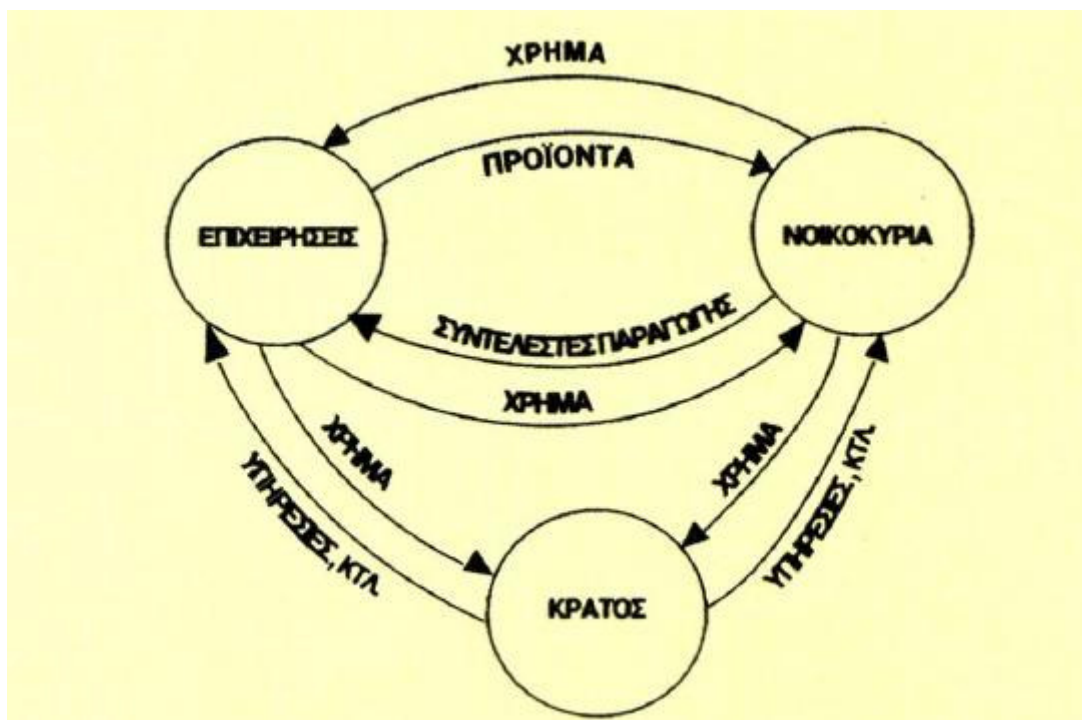 ΧΡΗΜΑ
ΠΡΟΪΟΝΤΑ
ΕΠΙΧΕΙΡΗΣΕΙΣ
ΝΟΙΚΟΚΥΡΙΑ
ΣΥΝΤΕΛΕΣΤΕΣ ΠΑΡΑΓΩΓΗΣ
ΧΡΗΜΑ
ΧΡΗΜΑ
ΧΡΗΜΑ
ΥΠΗΡΕΣΙΕΣ, ΚΤΛ.
ΥΠΗΡΕΣΙΕΣ, ΚΤΛ.
ΚΡΑΤΟΣ